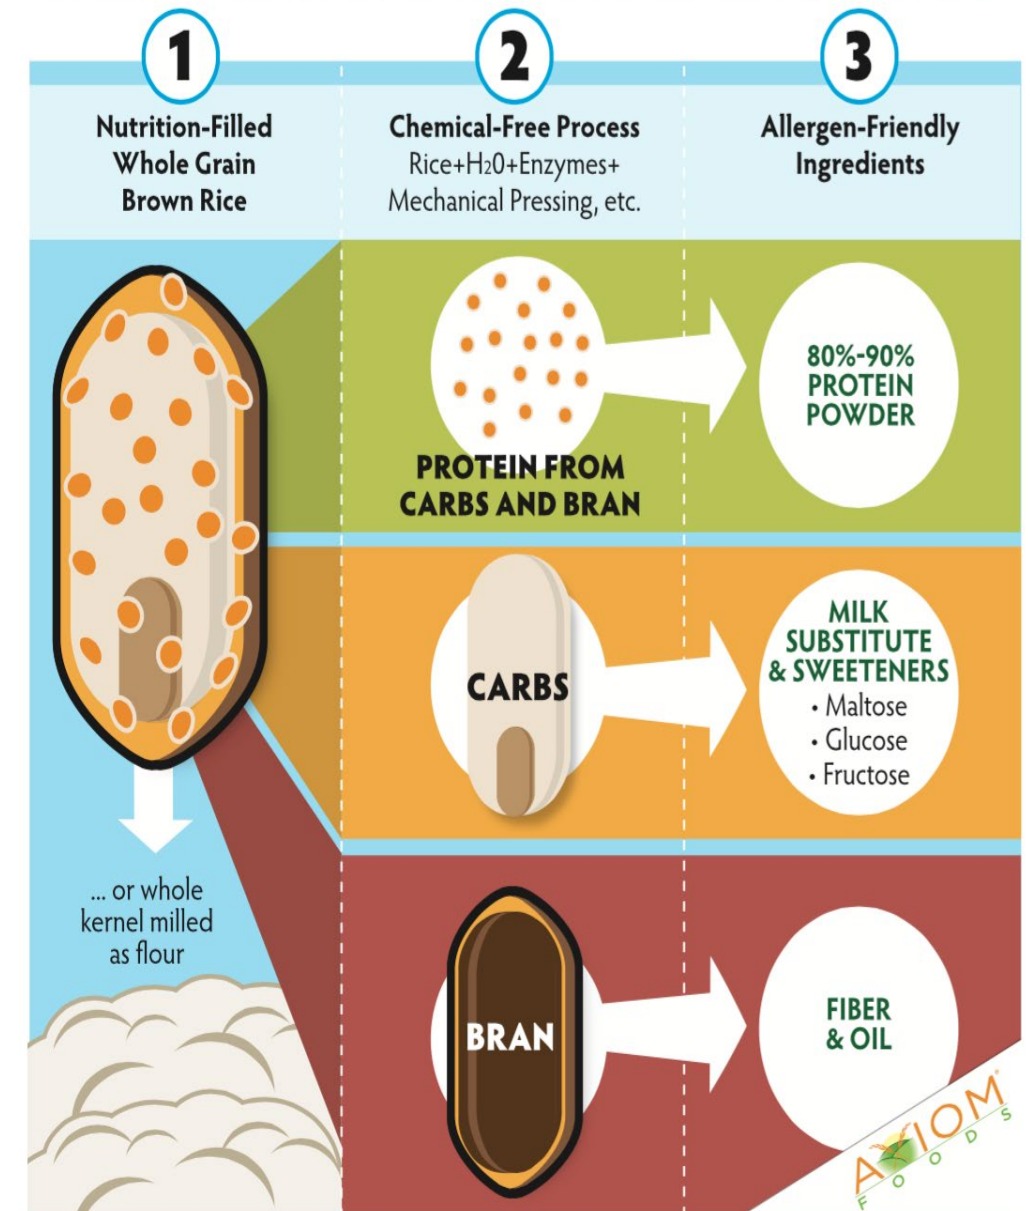 1
Nutrition-Filled
Whole Grain
Brown Rice
2
Chemical-Free Process
Rice+H20+Enzymes+
Mechanical Pressing, etc.
3
Allergen-Friendly
Ingredients
PROTEIN FROM
CARBS AND BRAN
80%-90%
PROTEIN
POWDER
CARBS
MILK
SUBSTITUTE
& SWEETENERS
• Maltose
• Glucose
• Fructose
... or whole
kernel milled
as flour
BRAN
FIBER
& OIL
AXIOM®
FOODS